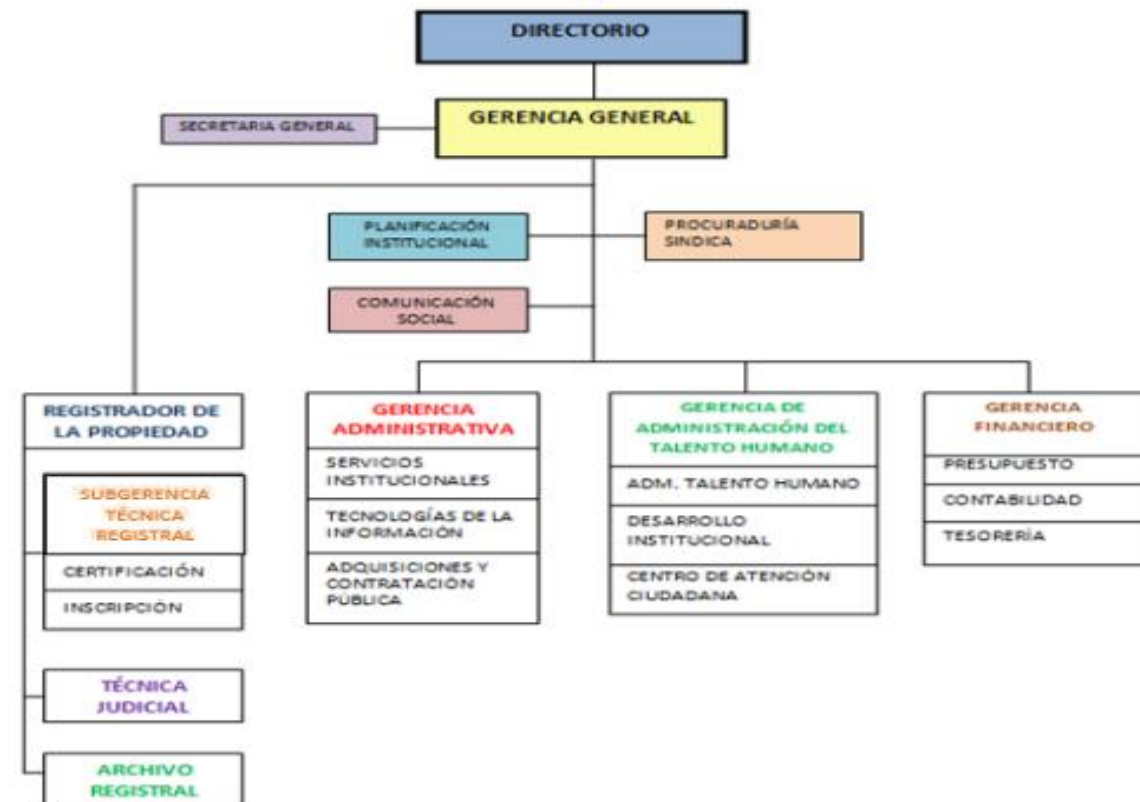 DIRECTORIO
GERENCIA GENERAL
SECRETARIA GENERAL
PLANIFICACIÓN
INSTITUCIONAL
PROCURADURÍA
SINDICA
COMUNICACIÓN
SOCIAL
REGISTRADOR DE
LA PROPIEDAD
SUBGERENCIA
TÉCNICA
REGISTRAL
CERTIFICACIÓN
INSCRIPCIÓN
TÉCNICA
JUDICIAL
ARCHIVO
REGISTRAL
GERENCIA
ADMINISTRATIVA
SERVICIOS
INSTITUCIONALES
TECNOLOGÍAS DE LA
INFORMACIÓN
ADQUISICIONES Y
CONTRATACIÓN
PÚBLICA
GERENCIA DE
ADMINISTRACIÓN DEL
TALENTO HUMANO
ADM. TALENTO HUMANO
DESARROLLO
INSTITUCIONAL
CENTRO DE ATENCIÓN
CIUDADANA
GERENCIA
FINANCIERO
PRESUPUESTO
CONTABILIDAD
TESORERÍA